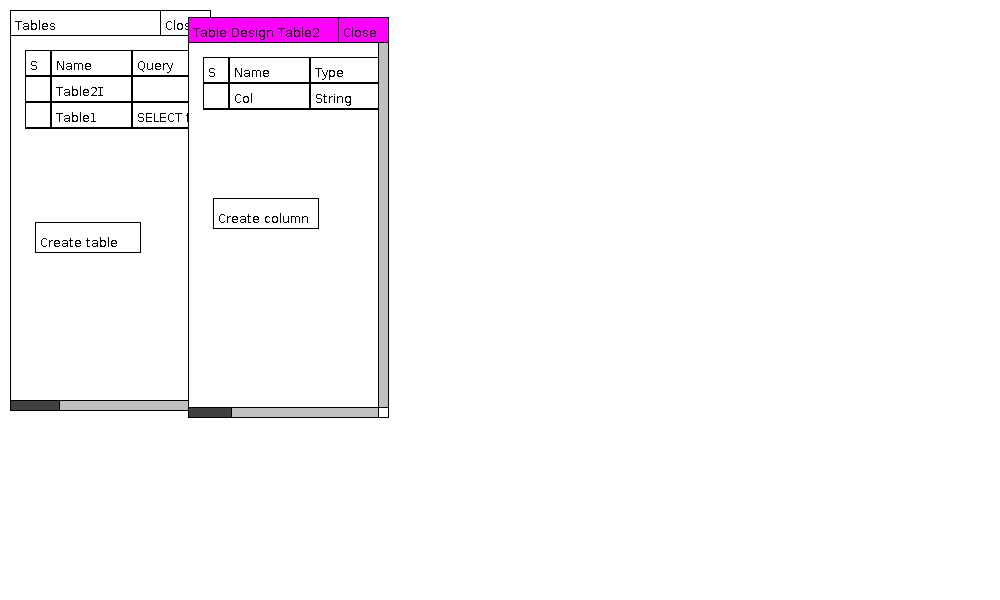 Tables
Clos
S Name Query
Table2I
Table1 SELECT
Create table
Table Design Table2 Close
S Name Type
Col String
Create column